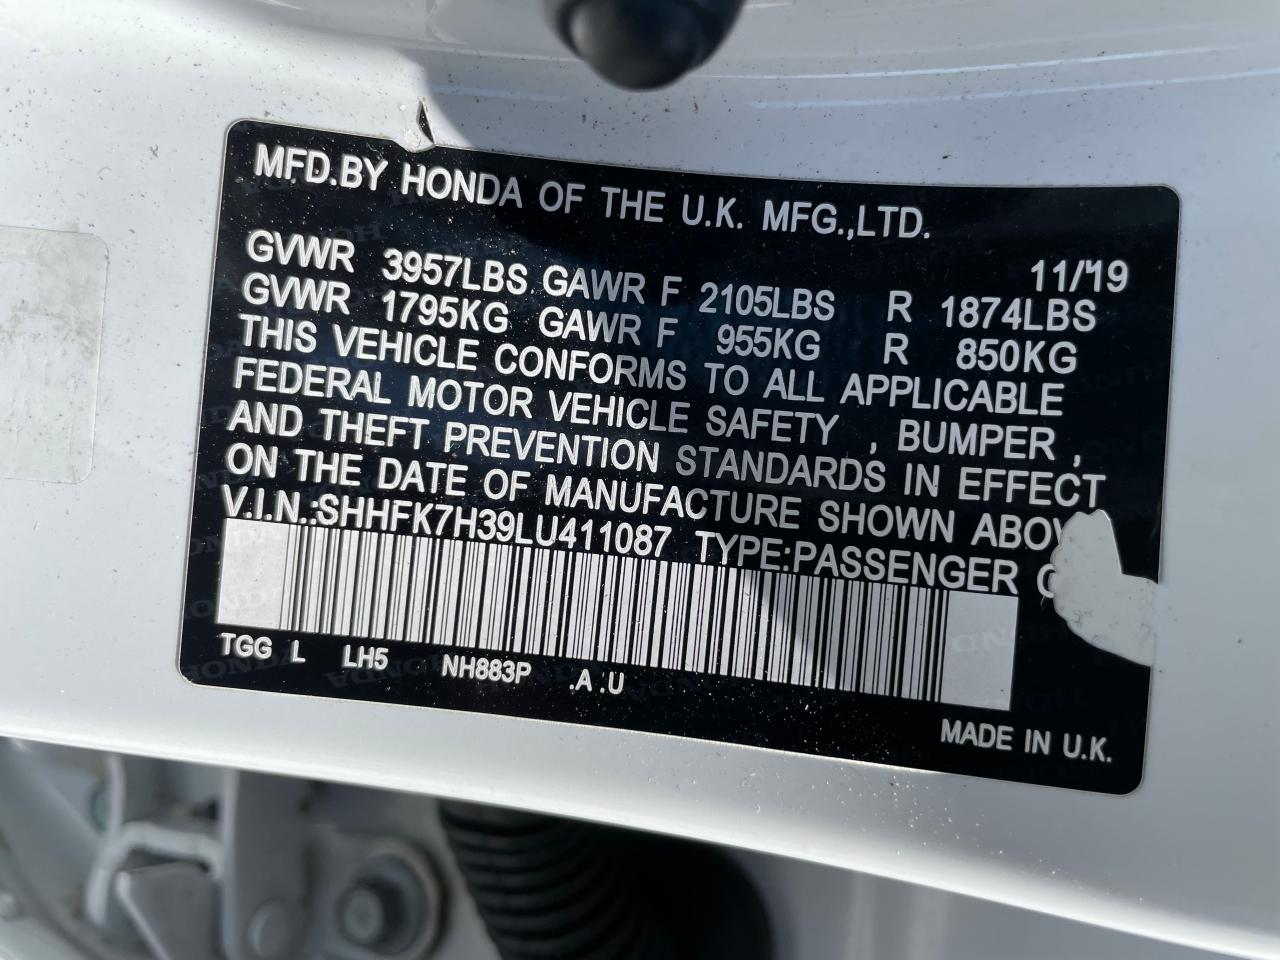 MFD.BY HONDA OF THE U.K. MFG.,LTD.
11/'19
GVWR 3957LBS GAWR F 2105LBS R 1874LBS
GVWR 1795KG GAWR F 955KG R 850KG
THIS VEHICLE CONFORMS TO ALL APPLICABLE
FEDERAL MOTOR VEHICLE SAFETY , BUMPER ,
AND THEFT PREVENTION STANDARDS IN EFFECT
ON THE DATE OF MANUFACTURE SHOWN ABOV
V.I.N.:SHHFK7H39LU411087 TYPE:PASSENGER
TGG L LH5 NH883P .A .U
MADE IN U.K.